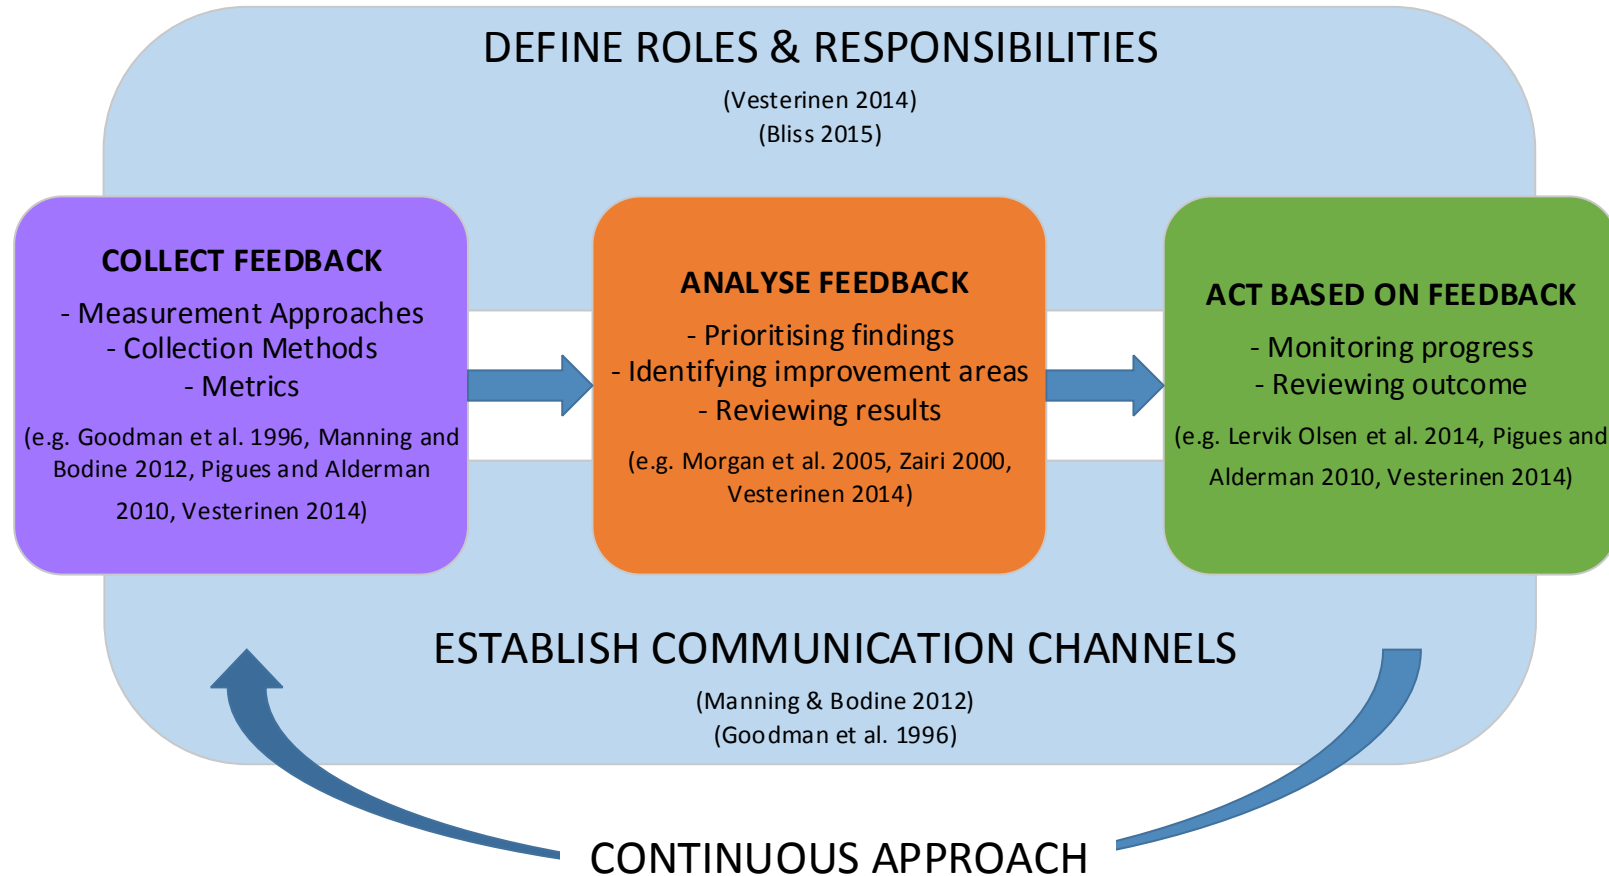 DEFINE ROLES & RESPONSIBILITIES
(Vesterinen 2014)
(Bliss 2015)
COLLECT FEEDBACK
- Measurement Approaches
- Collection Methods
- Metrics
(e.g. Goodman et al. 1996, Manning and
Bodine 2012, Pigues and Alderman
2010, Vesterinen 2014)
ANALYSE FEEDBACK
- Prioritising findings
- Identifying improvement areas
- Reviewing results
(e.g. Morgan et al. 2005, Zairi 2000,
Vesterinen 2014)
ACT BASED ON FEEDBACK
- Monitoring progress
- Reviewing outcome
(e.g. Lervik Olsen et al. 2014, Pigues and
Alderman 2010, Vesterinen 2014)
ESTABLISH COMMUNICATION CHANNELS
(Manning & Bodine 2012)
(Goodman et al. 1996)
CONTINUOUS APPROACH